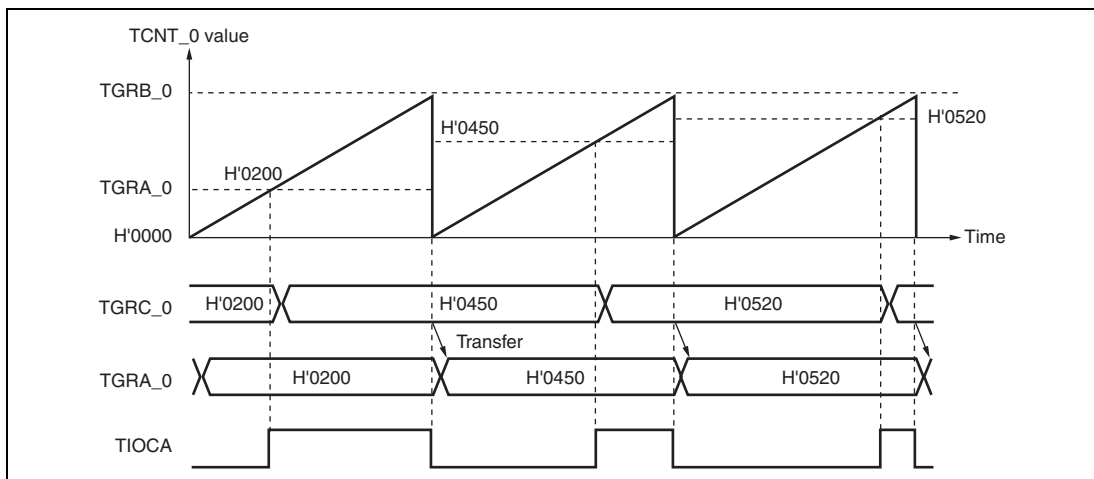 TCNT_0 value
TGRB_0
H'0520
H'0450
H'0200
TGRA_0
H'0000
Time
TGRC_0
H'0200
H'0450
H'0520
Transfer
TGRA_0
H'0200
H'0450
H'0520
TIOCA